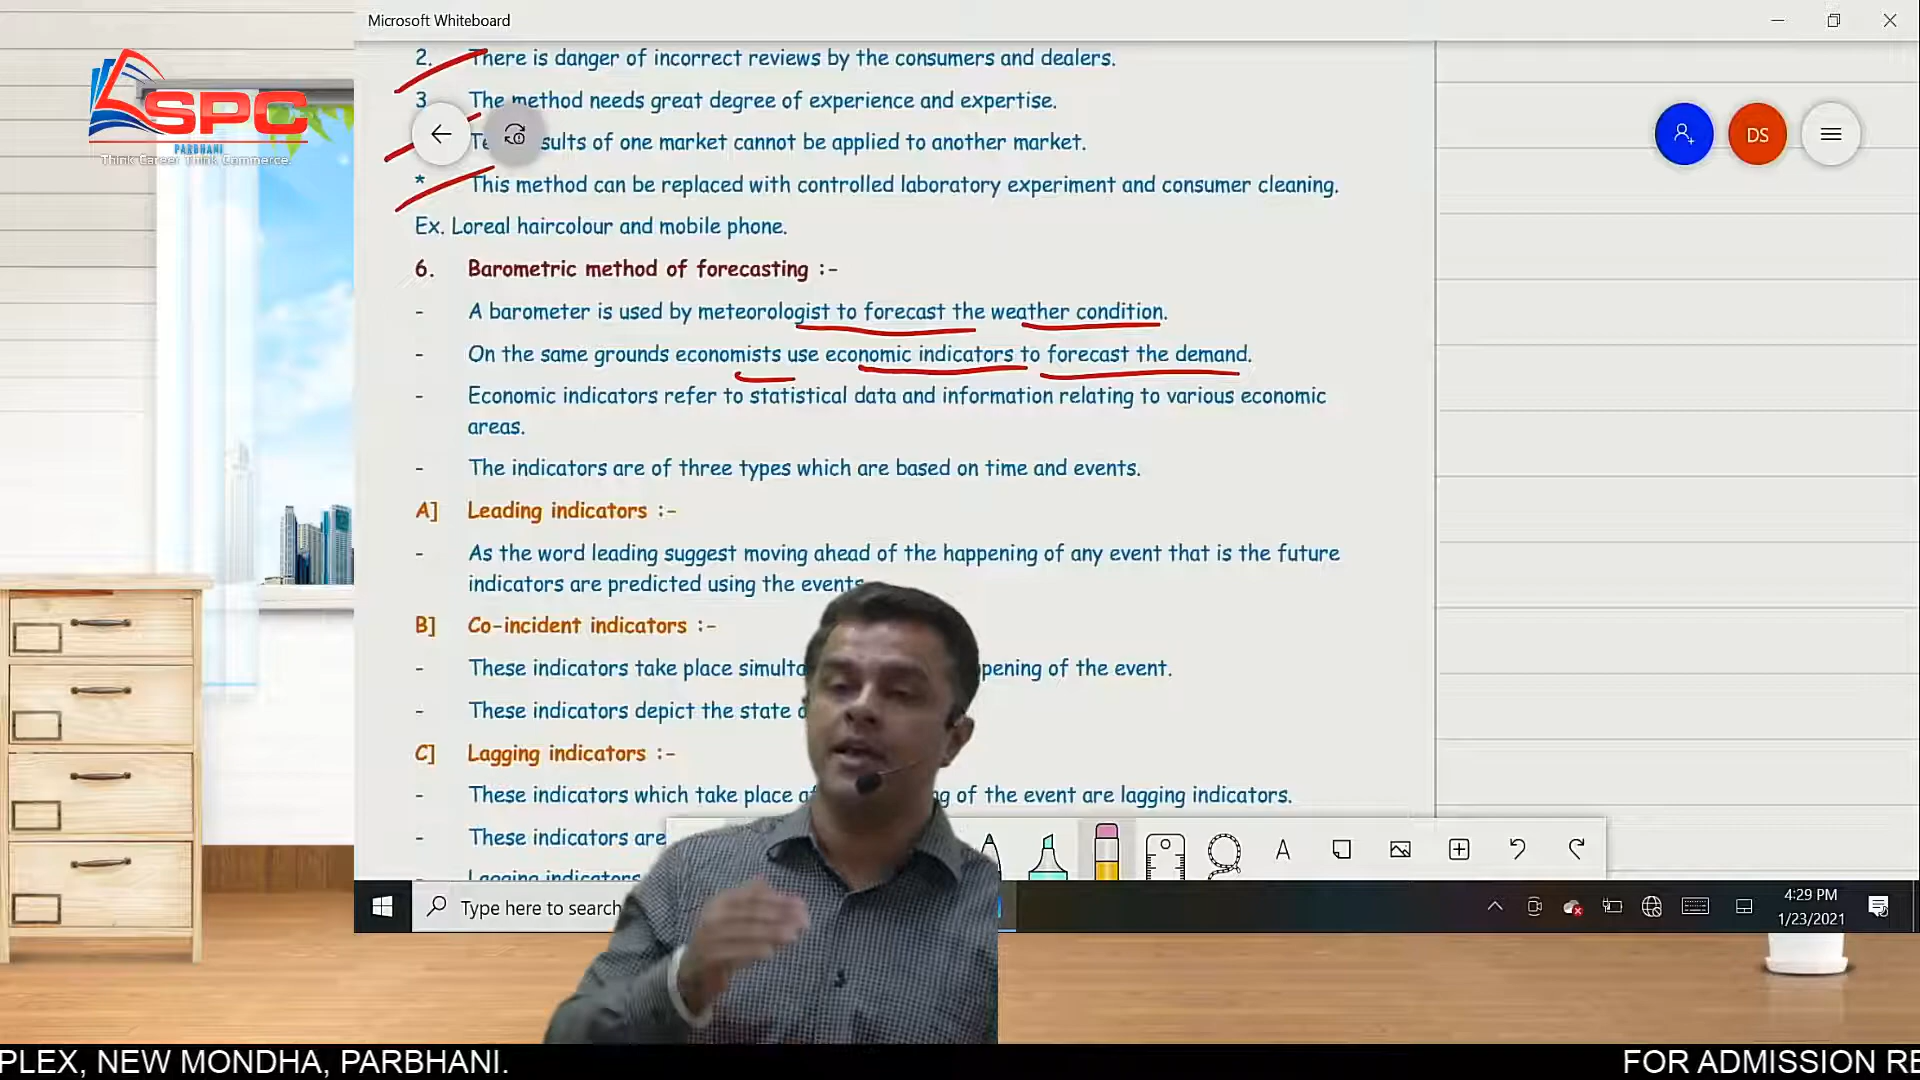 Microsoft Whiteboard
2. There is danger of incorrect reviews by the consumers and dealers.
3 The method needs great degree of experience and expertise.
sults of one market cannot be applied to another market.
* This method can be replaced with controlled laboratory experiment and consumer cleaning.
Ex. Loreal haircolour and mobile phone.
6. Barometric method of forecasting :-
- A barometer is used by meteorologist to forecast the weather condition.
- On the same grounds economists use economic indicators to forecast the demand.
- Economic indicators refer to statistical data and information relating to various economic
areas.
- The indicators are of three types which are based on time and events.
A] Leading indicators :-
- As the word leading suggest moving ahead of the happening of any event that is the future
indicators are predicted using the events
B] Co-incident indicators :-
- These indicators take place simulta pening of the event.
- These indicators depict the state
C] Lagging indicators :-
- These indicators which take place g of the event are lagging indicators.
- These indicators are
Lagging indicators
SPC
PARBHANI
Think Career Think Commerce.
DS
A
Type here to search
4:29 PM
1/23/2021
PLEX, NEW MONDHA, PARBHANI. FOR ADMISSION RE